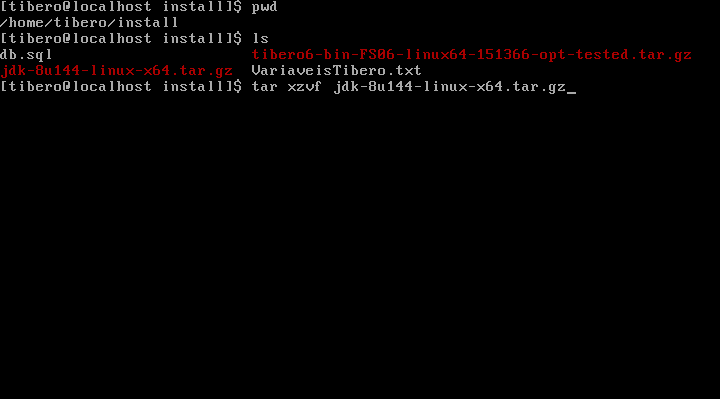 [tibero@localhost install]$ pwd
/home/tibero/install
[tibero@localhost install]$ ls
db.sql tibero6-bin-FS06-linux64-151366-opt-tested.tar.gz
jdk-8u144-linux-x64.tar.gz VariaveisTibero.txt
[tibero@localhost install]$ tar xzvf jdk-8u144-linux-x64.tar.gz_